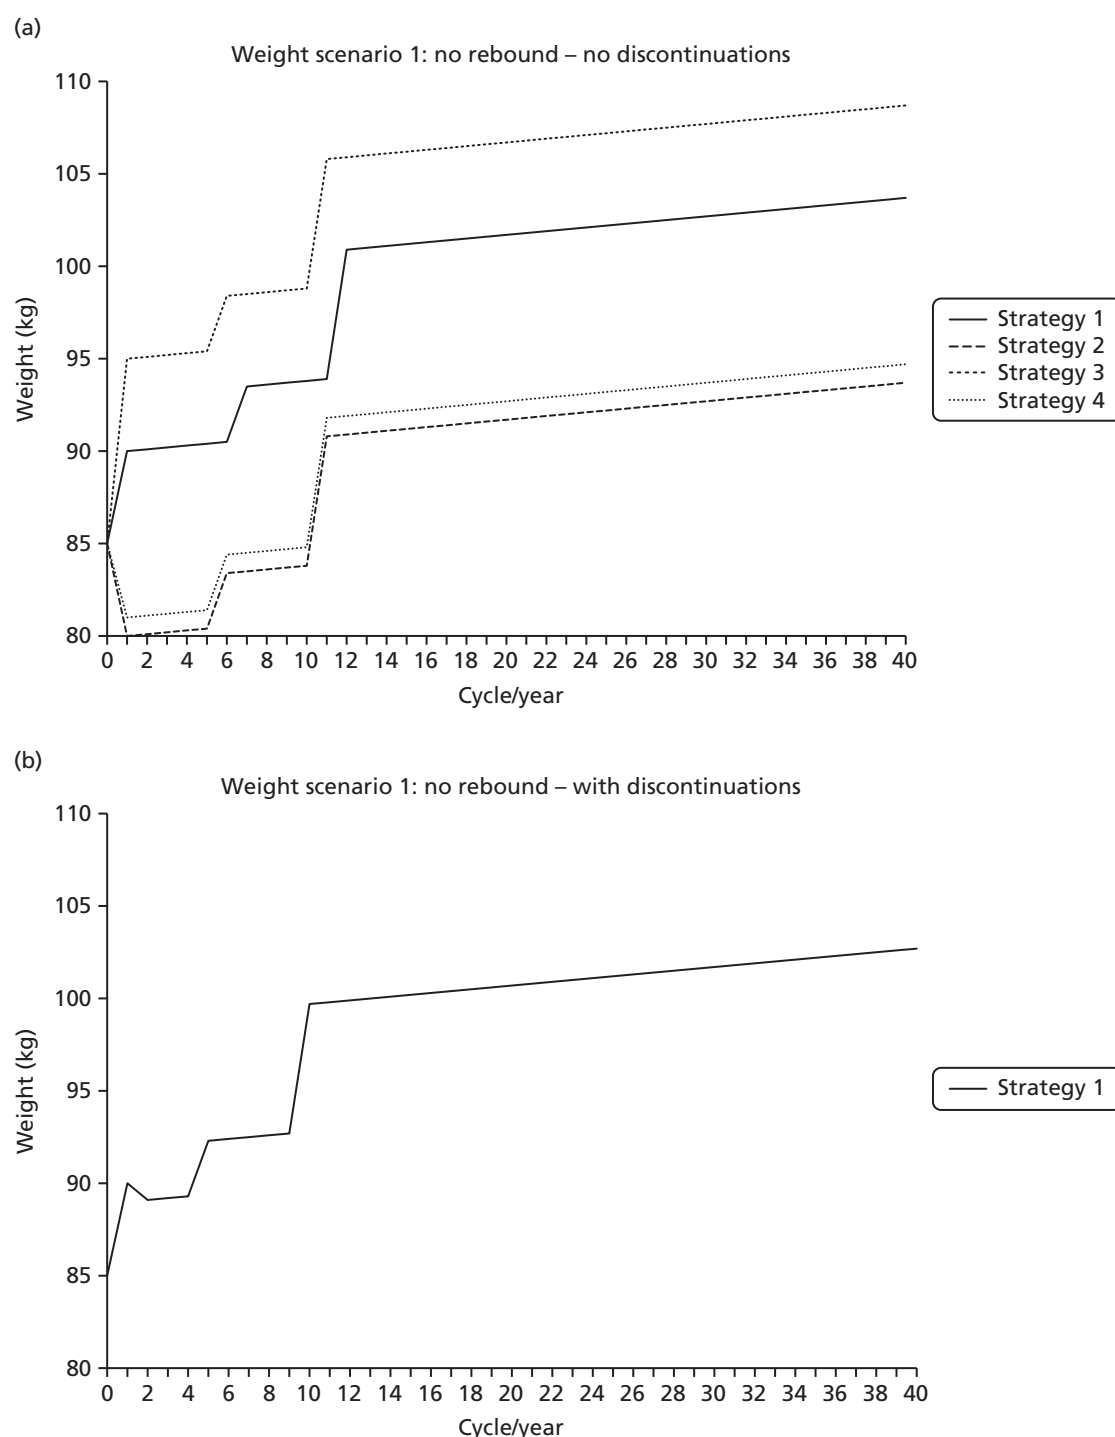 (a)
Weight scenario 1: no rebound – no discontinuations
110
105
100
95
90
85
80
Weight (kg)
0 2 4 6 8 10 12 14 16 18 20 22 24 26 28 30 32 34 36 38 40
Cycle/year
Strategy 1
Strategy 2
Strategy 3
Strategy 4
(b)
Weight scenario 1: no rebound – with discontinuations
110
105
100
95
90
85
80
Weight (kg)
0 2 4 6 8 10 12 14 16 18 20 22 24 26 28 30 32 34 36 38 40
Cycle/year
Strategy 1